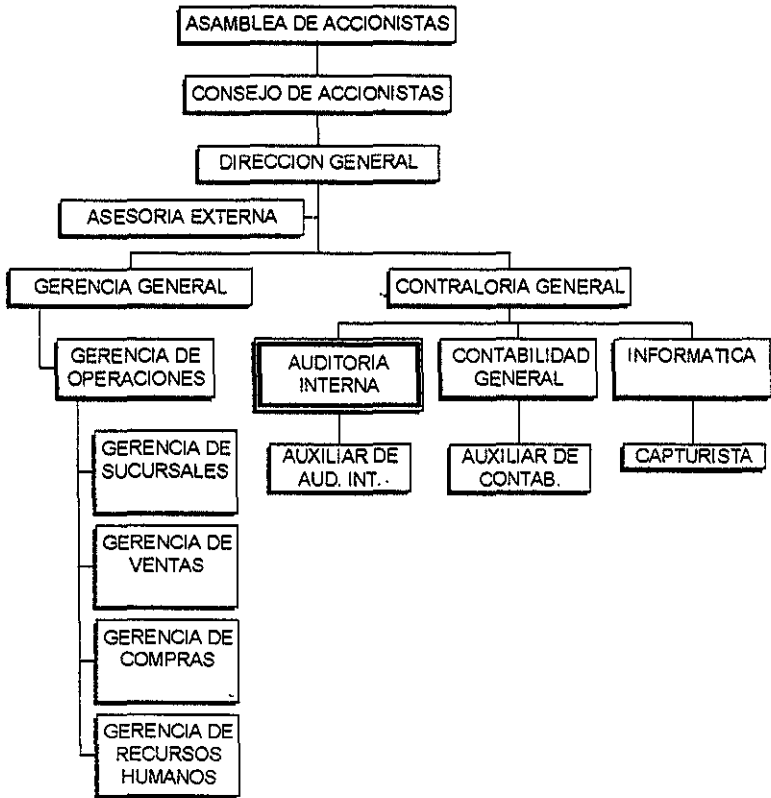 ASAMBLEA DE ACCIONISTAS
CONSEJO DE ACCIONISTAS
DIRECCION GENERAL
ASESORIA EXTERNA
GERENCIA GENERAL
CONTRALORIA GENERAL
GERENCIA DE
OPERACIONES
AUDITORIA
INTERNA
CONTABILIDAD
GENERAL
INFORMATICA
AUXILIAR DE
AUD. INT.
AUXILIAR DE
CONTAB.
CAPTURISTA
GERENCIA DE
SUCURSALES
GERENCIA DE
VENTAS
GERENCIA DE
COMPRAS
GERENCIA DE
RECURSOS
HUMANOS